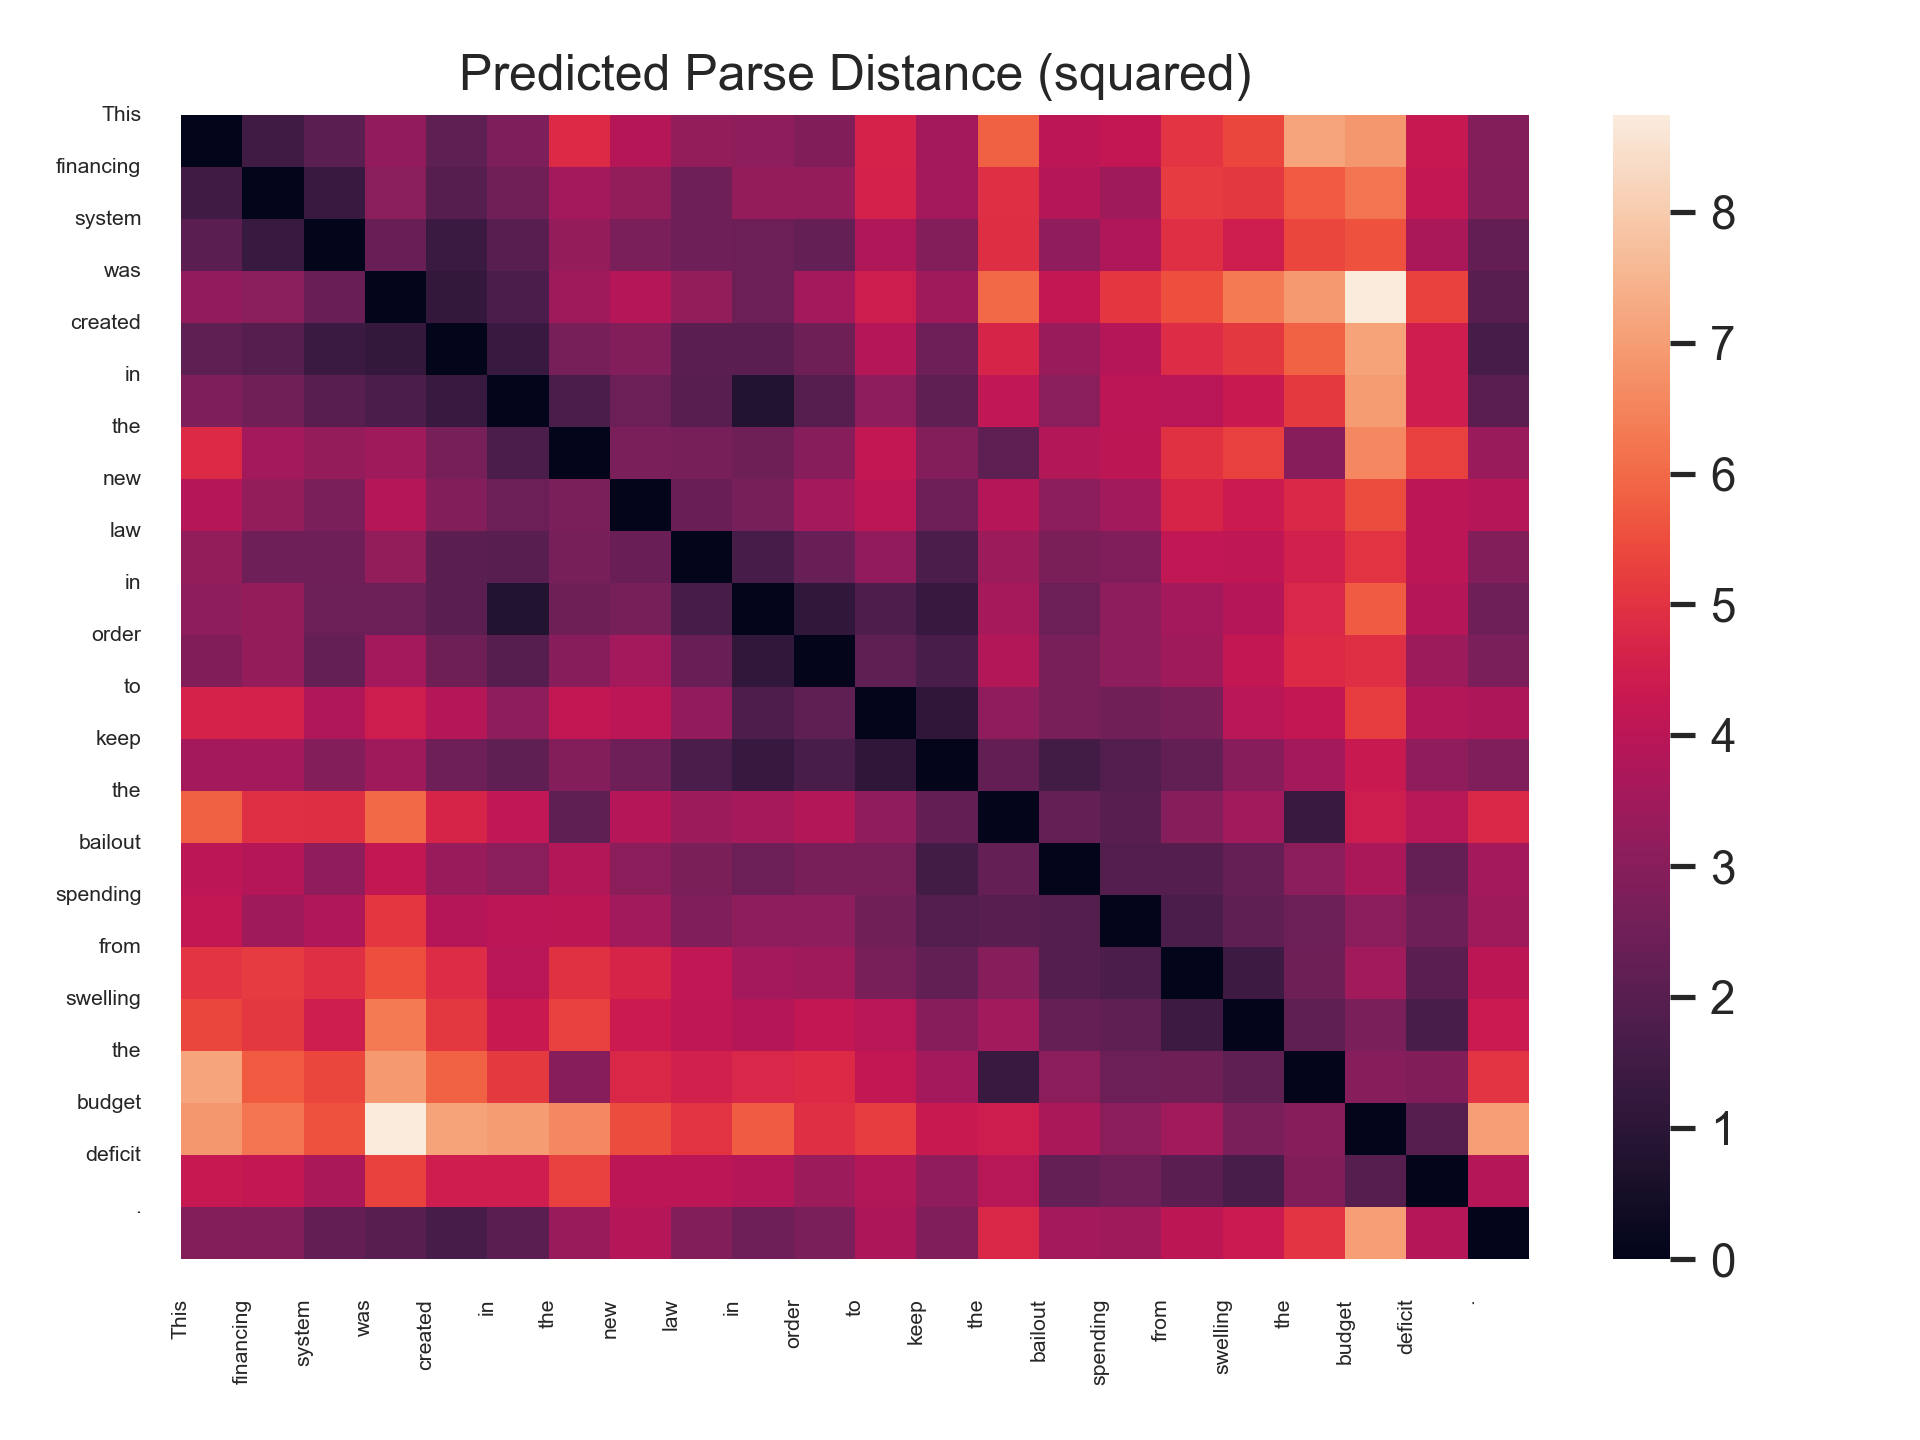 Predicted Parse Distance (squared)
This
financing
system
was
created
in
the
new
law
in
order
to
keep
the
bailout
spending
from
swelling
the
budget
deficit
.
8
7
6
5
4
3
2
1
0
This
financing
system
was
created
in
the
new
law
in
order
to
keep
the
bailout
spending
from
swelling
the
budget
deficit
.